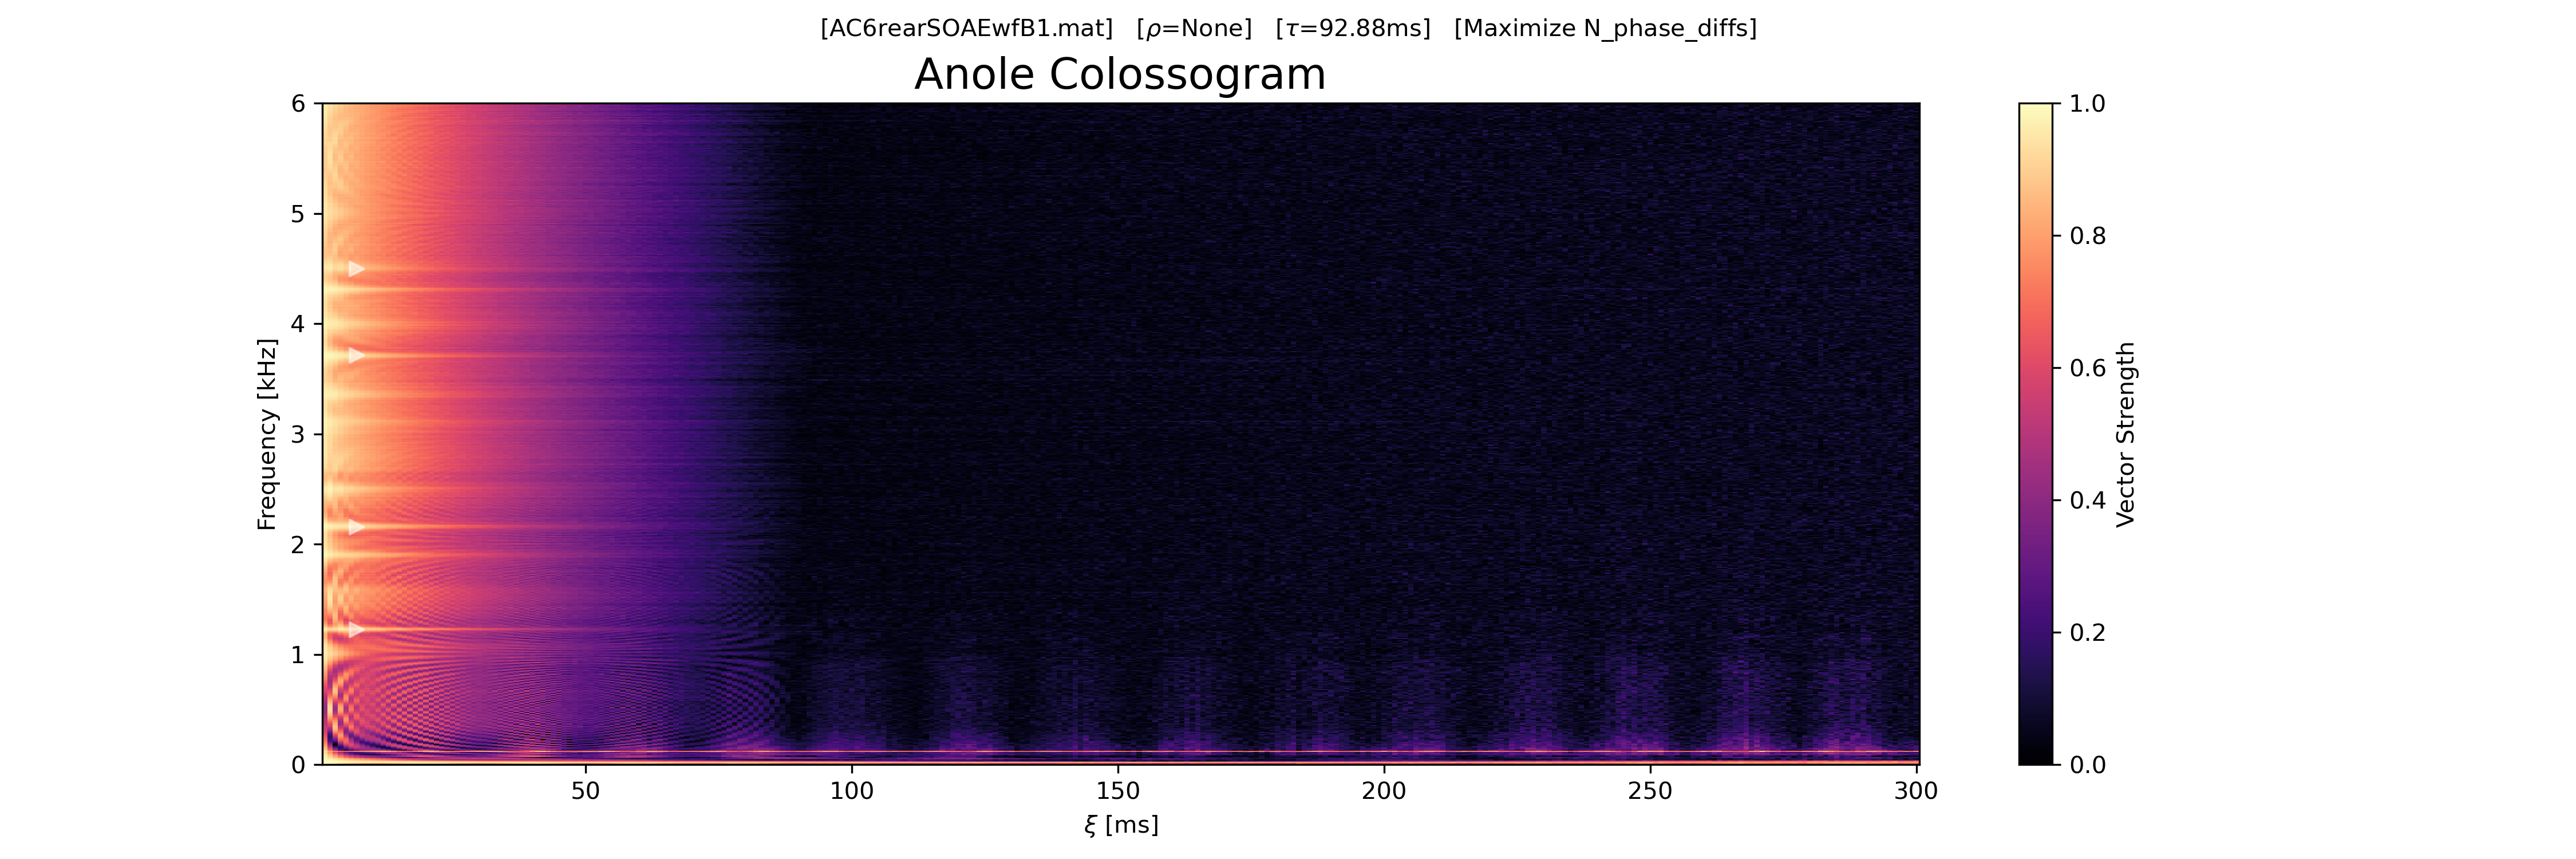 [AC6rearSOAEwfB1.mat] [ρ=None] [τ=92.88ms] [Maximize N_phase_diffs]
Anole Colossogram
6
5
4
3
2
1
0
Frequency [kHz]
50 100 150 200 250 300
ξ [ms]
1.0
0.8
0.6
0.4
0.2
0.0
Vector Strength